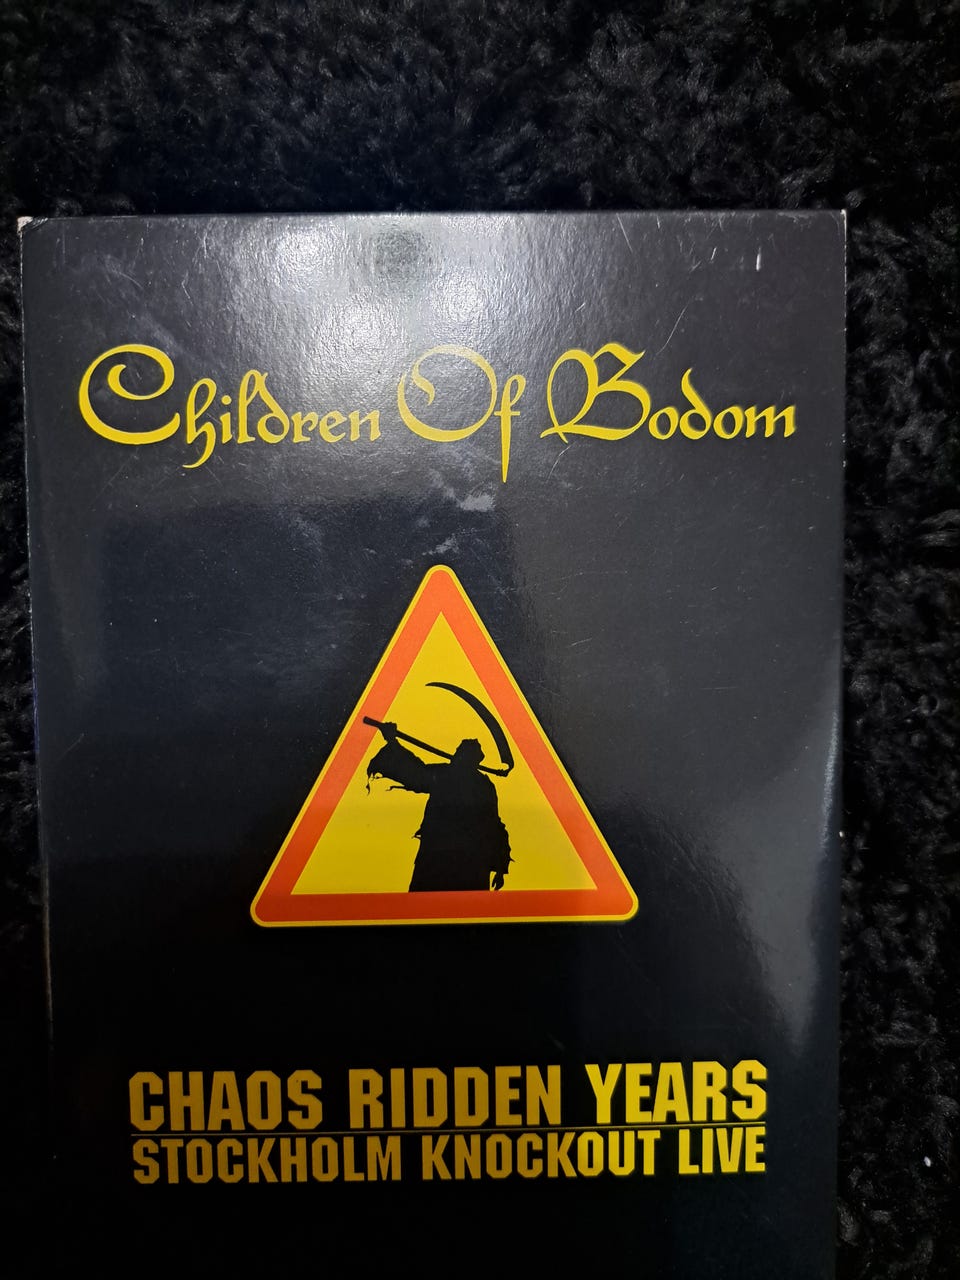 Children Of Bodom
CHAOS RIDDEN YEARS
STOCKHOLM KNOCKOUT LIVE